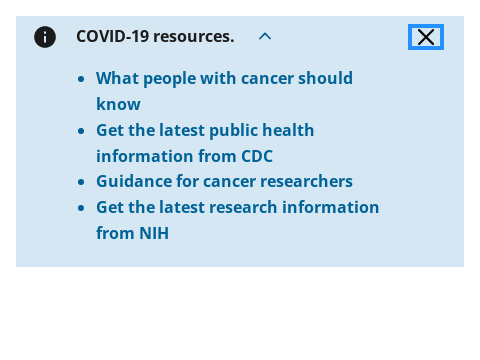 COVID-19 resources.
What people with cancer should
know
Get the latest public health
information from CDC
Guidance for cancer researchers
Get the latest research information
from NIH